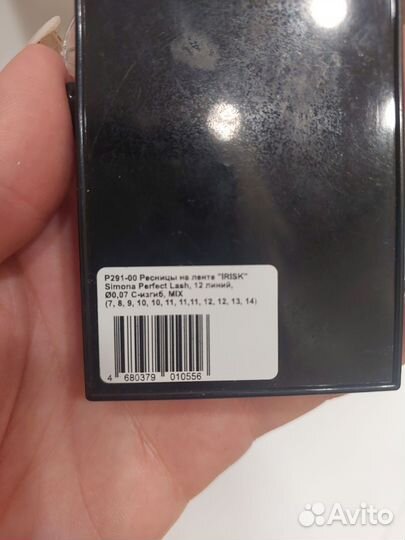 P291-00 Ресницы на ленте "IRISK"
Simona Perfect Lash, 12 линий,
Ø0,07 С-изгиб, MIX
(7, 8, 9, 10, 10, 11, 11,11, 12, 12, 13, 14)
4 680379 010556
Avito